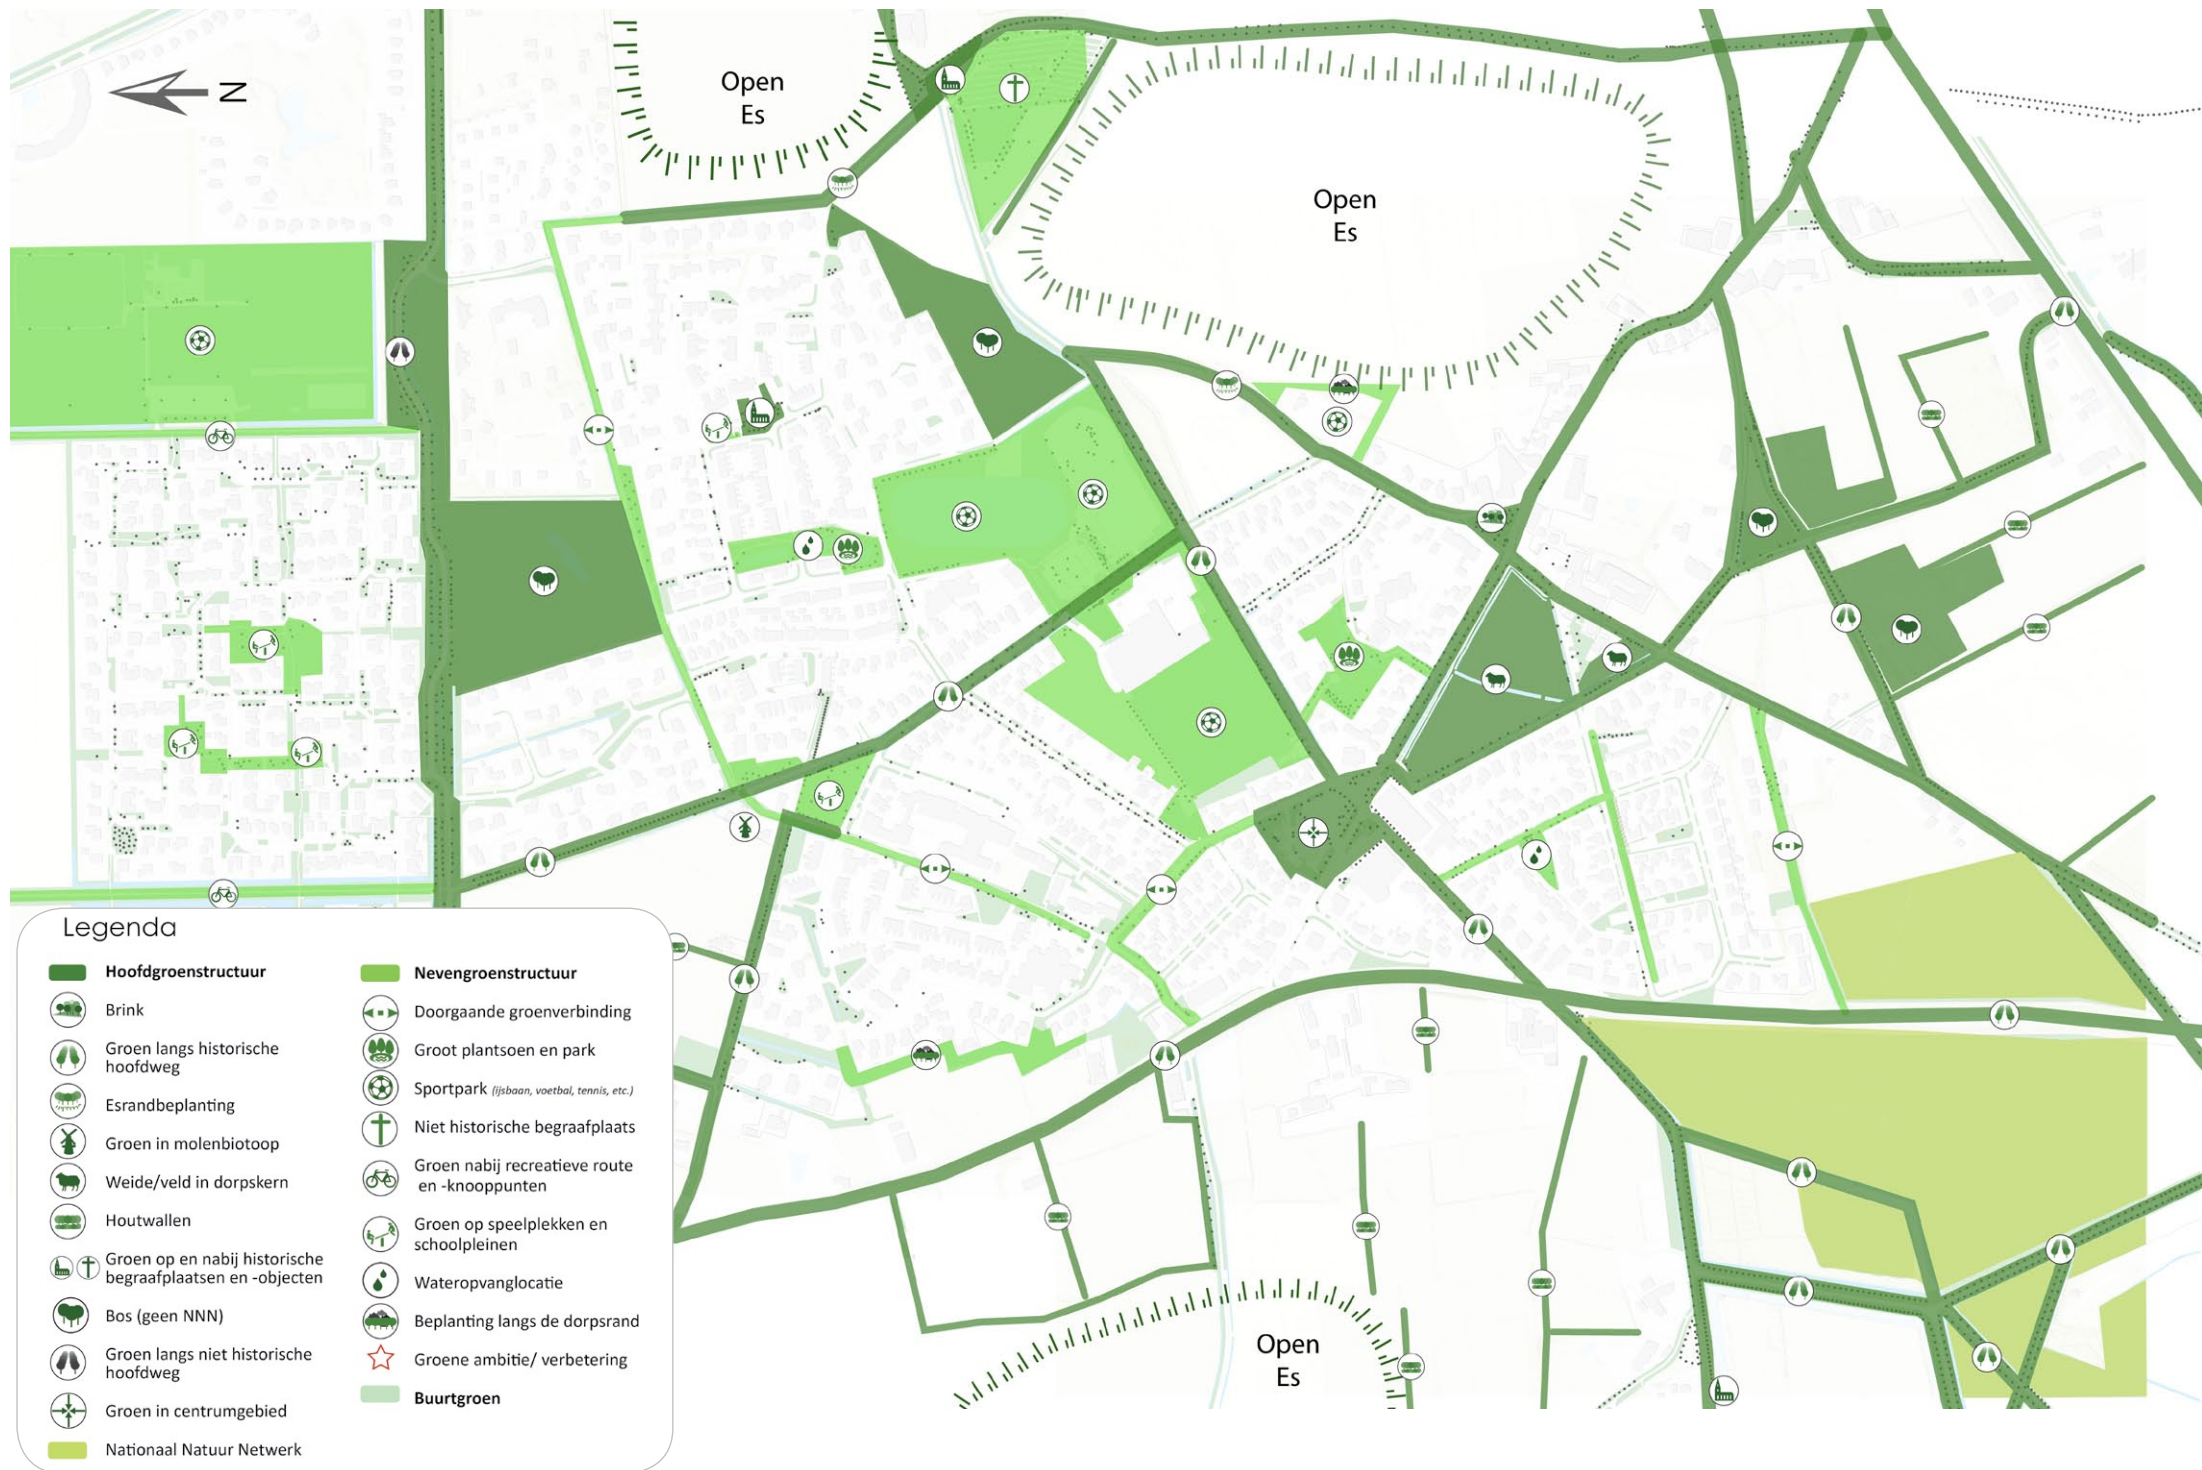 N
Open
Es
Open
Es
Open
Es
Legenda
Hoofdgroenstructuur
Brink
Groen langs historische
hoofdweg
Esrandbeplanting
Groen in molenbiotoop
Weide/veld in dorpskern
Houtwallen
Groen op en nabij historische
begraafplaatsen en -objecten
Bos (geen NNN)
Groen langs niet historische
hoofdweg
Groen in centrumgebied
Nationaal Natuur Netwerk
Nevengroenstructuur
Doorgaande groenverbinding
Groot plantsoen en park
Sportpark (ijsbaan, voetbal, tennis, etc.)
Niet historische begraafplaats
Groen nabij recreatieve route
en -knooppunten
Groen op speelplekken en
schoolpleinen
Wateropvanglocatie
Beplanting langs de dorpsrand
Groene ambitie/ verbetering
Buurtgroen